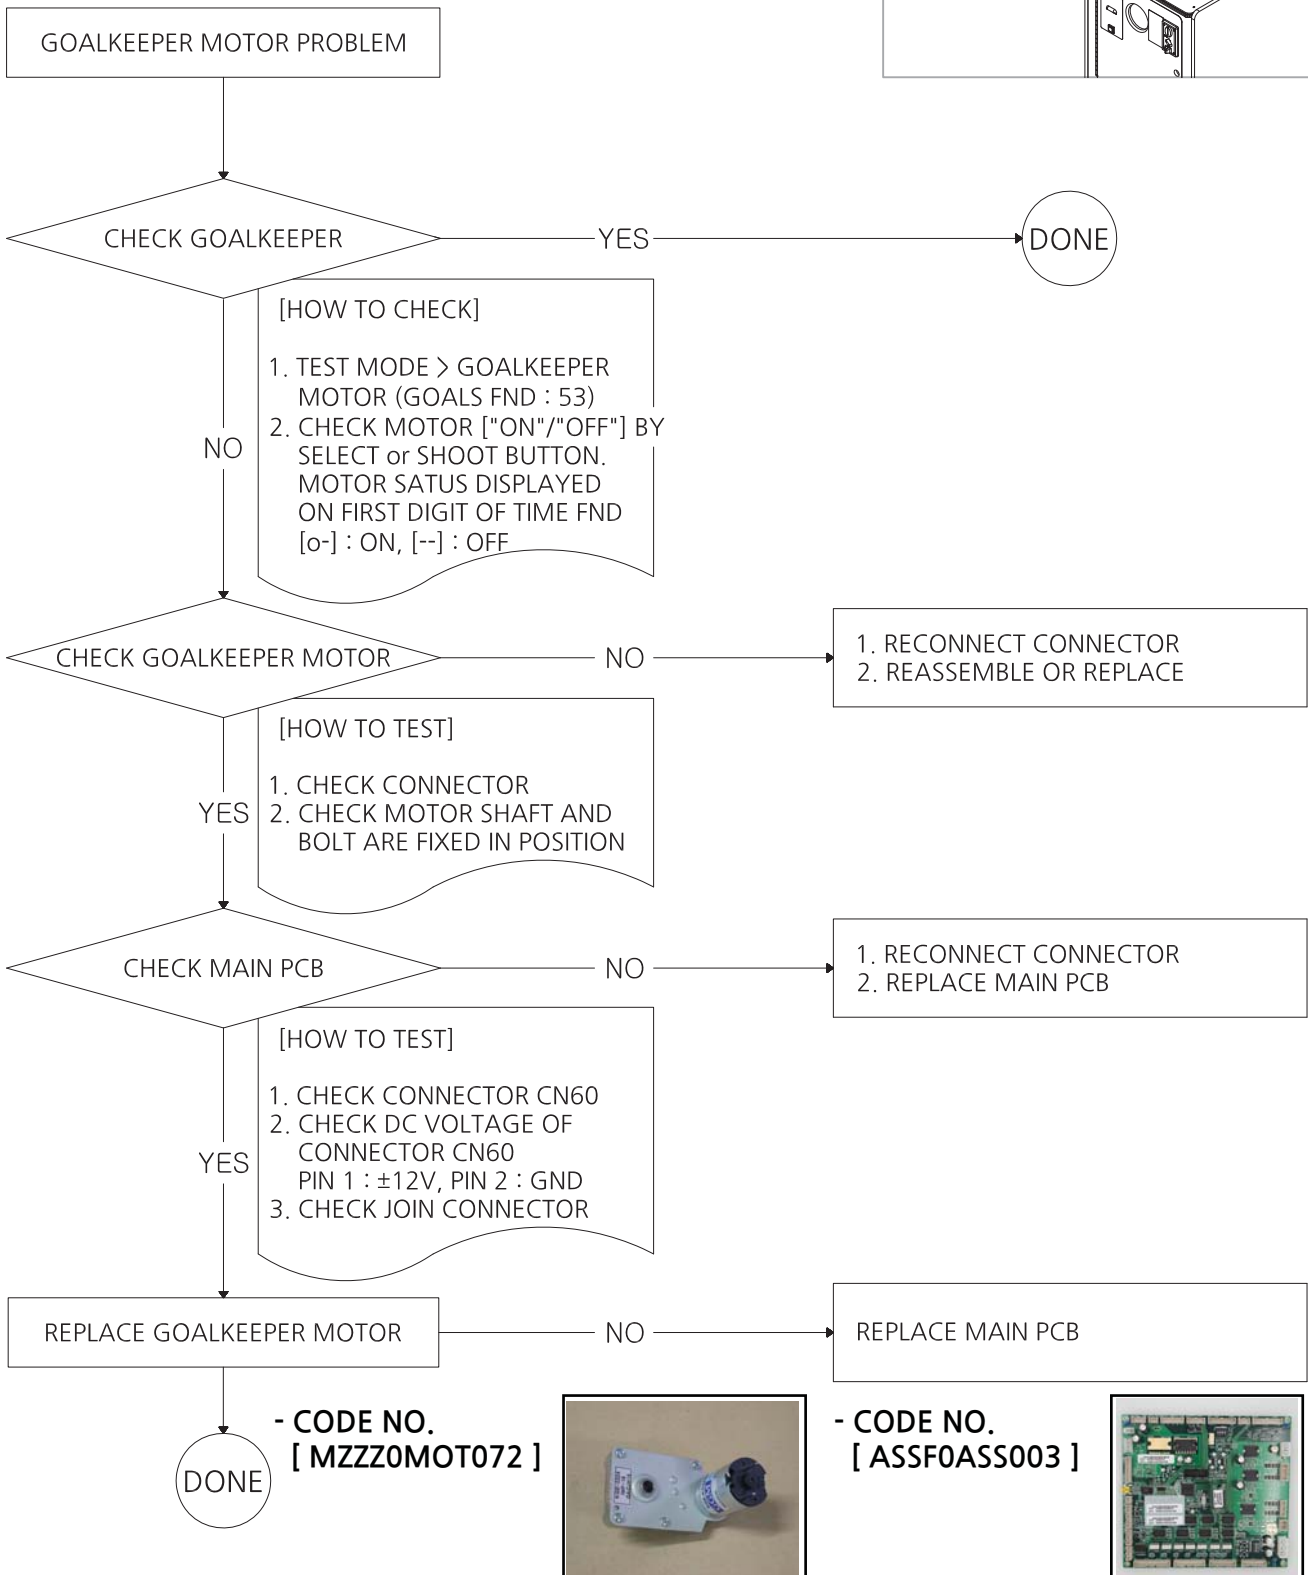 GOALKEEPER MOTOR PROBLEM
CHECK GOALKEEPER
YES
DONE
[HOW TO CHECK]
1. TEST MODE > GOALKEEPER
MOTOR (GOALS FND : 53)
2. CHECK MOTOR ["ON"/"OFF"] BY
SELECT or SHOOT BUTTON.
MOTOR SATUS DISPLAYED
ON FIRST DIGIT OF TIME FND
[o-] : ON, [--] : OFF
NO
CHECK GOALKEEPER MOTOR
NO
1. RECONNECT CONNECTOR
2. REASSEMBLE OR REPLACE
[HOW TO TEST]
1. CHECK CONNECTOR
2. CHECK MOTOR SHAFT AND
BOLT ARE FIXED IN POSITION
YES
CHECK MAIN PCB
NO
1. RECONNECT CONNECTOR
2. REPLACE MAIN PCB
[HOW TO TEST]
1. CHECK CONNECTOR CN60
2. CHECK DC VOLTAGE OF
CONNECTOR CN60
PIN 1 : ±12V, PIN 2 : GND
3. CHECK JOIN CONNECTOR
YES
REPLACE GOALKEEPER MOTOR
NO
REPLACE MAIN PCB
DONE
- CODE NO.
[ MZZZ0MOT072 ]
- CODE NO.
[ ASSF0ASS003 ]